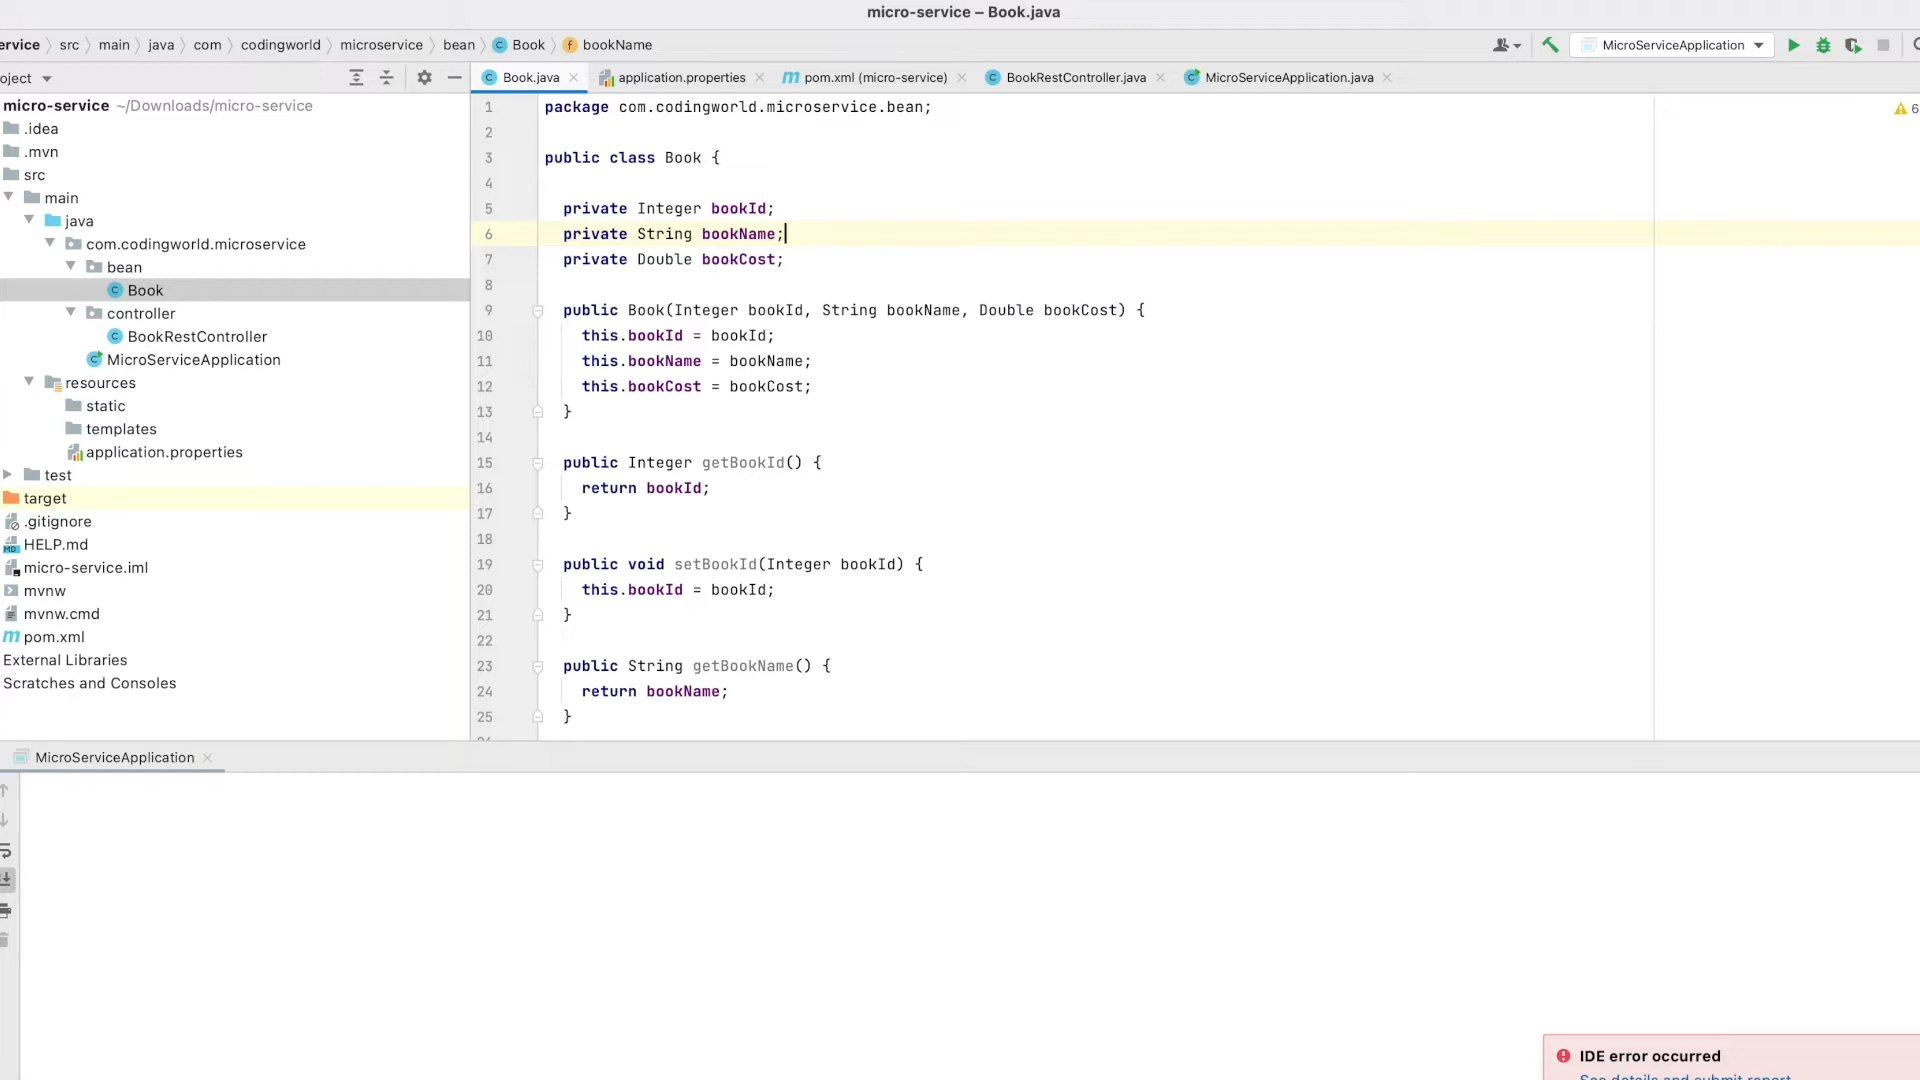 micro-service – Book.java
ervice src main java com codingworld microservice bean Book bookName
MicroServiceApplication
oject
Book.java application.properties pom.xml (micro-service) BookRestController.java MicroServiceApplication.java
micro-service ~/Downloads/micro-service
.idea
.mvn
src
main
java
com.codingworld.microservice
bean
Book
controller
BookRestController
MicroServiceApplication
resources
static
templates
application.properties
test
target
.gitignore
HELP.md
micro-service.iml
mvnw
mvnw.cmd
pom.xml
External Libraries
Scratches and Consoles
6
1 package com.codingworld.microservice.bean;
2
3 public class Book {
4
5 private Integer bookId;
6 private String bookName;
7 private Double bookCost;
8
9 public Book(Integer bookId, String bookName, Double bookCost) {
10 this.bookId = bookId;
11 this.bookName = bookName;
12 this.bookCost = bookCost;
13 }
14
15 public Integer getBookId() {
16 return bookId;
17 }
18
19 public void setBookId(Integer bookId) {
20 this.bookId = bookId;
21 }
22
23 public String getBookName() {
24 return bookName;
25 }
MicroServiceApplication
IDE error occurred
See details and submit report